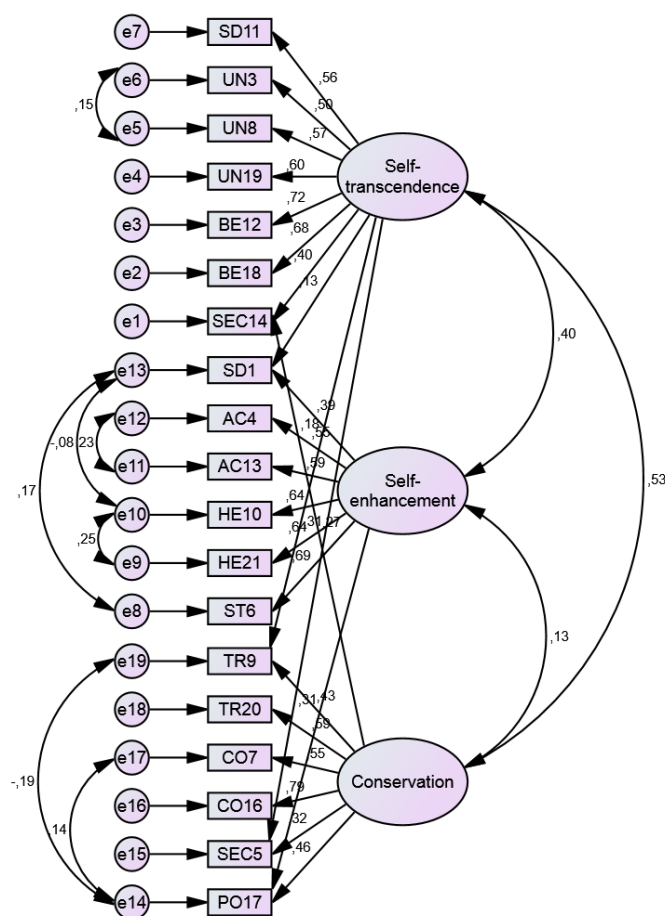 e7 SD11
,56
e6 UN3
,50
,15
e5 UN8
,57
Self-
transcendence
e4 UN19
,60
e3 BE12
,72
,68
e2 BE18
,40
,13
e1 SEC14
,40
e13 SD1
,39
e12 AC4
,18
,55
-,08
,23
e11 AC13
,59
Self-
enhancement
,53
,17
e10 HE10
,64
,31
,27
,25
e9 HE21
,64
,69
e8 ST6
,13
e19 TR9
,31
,43
e18 TR20
,59
e17 CO7
,55
Conservation
-,19
e16 CO16
,79
,14
,32
e15 SEC5
,46
e14 PO17